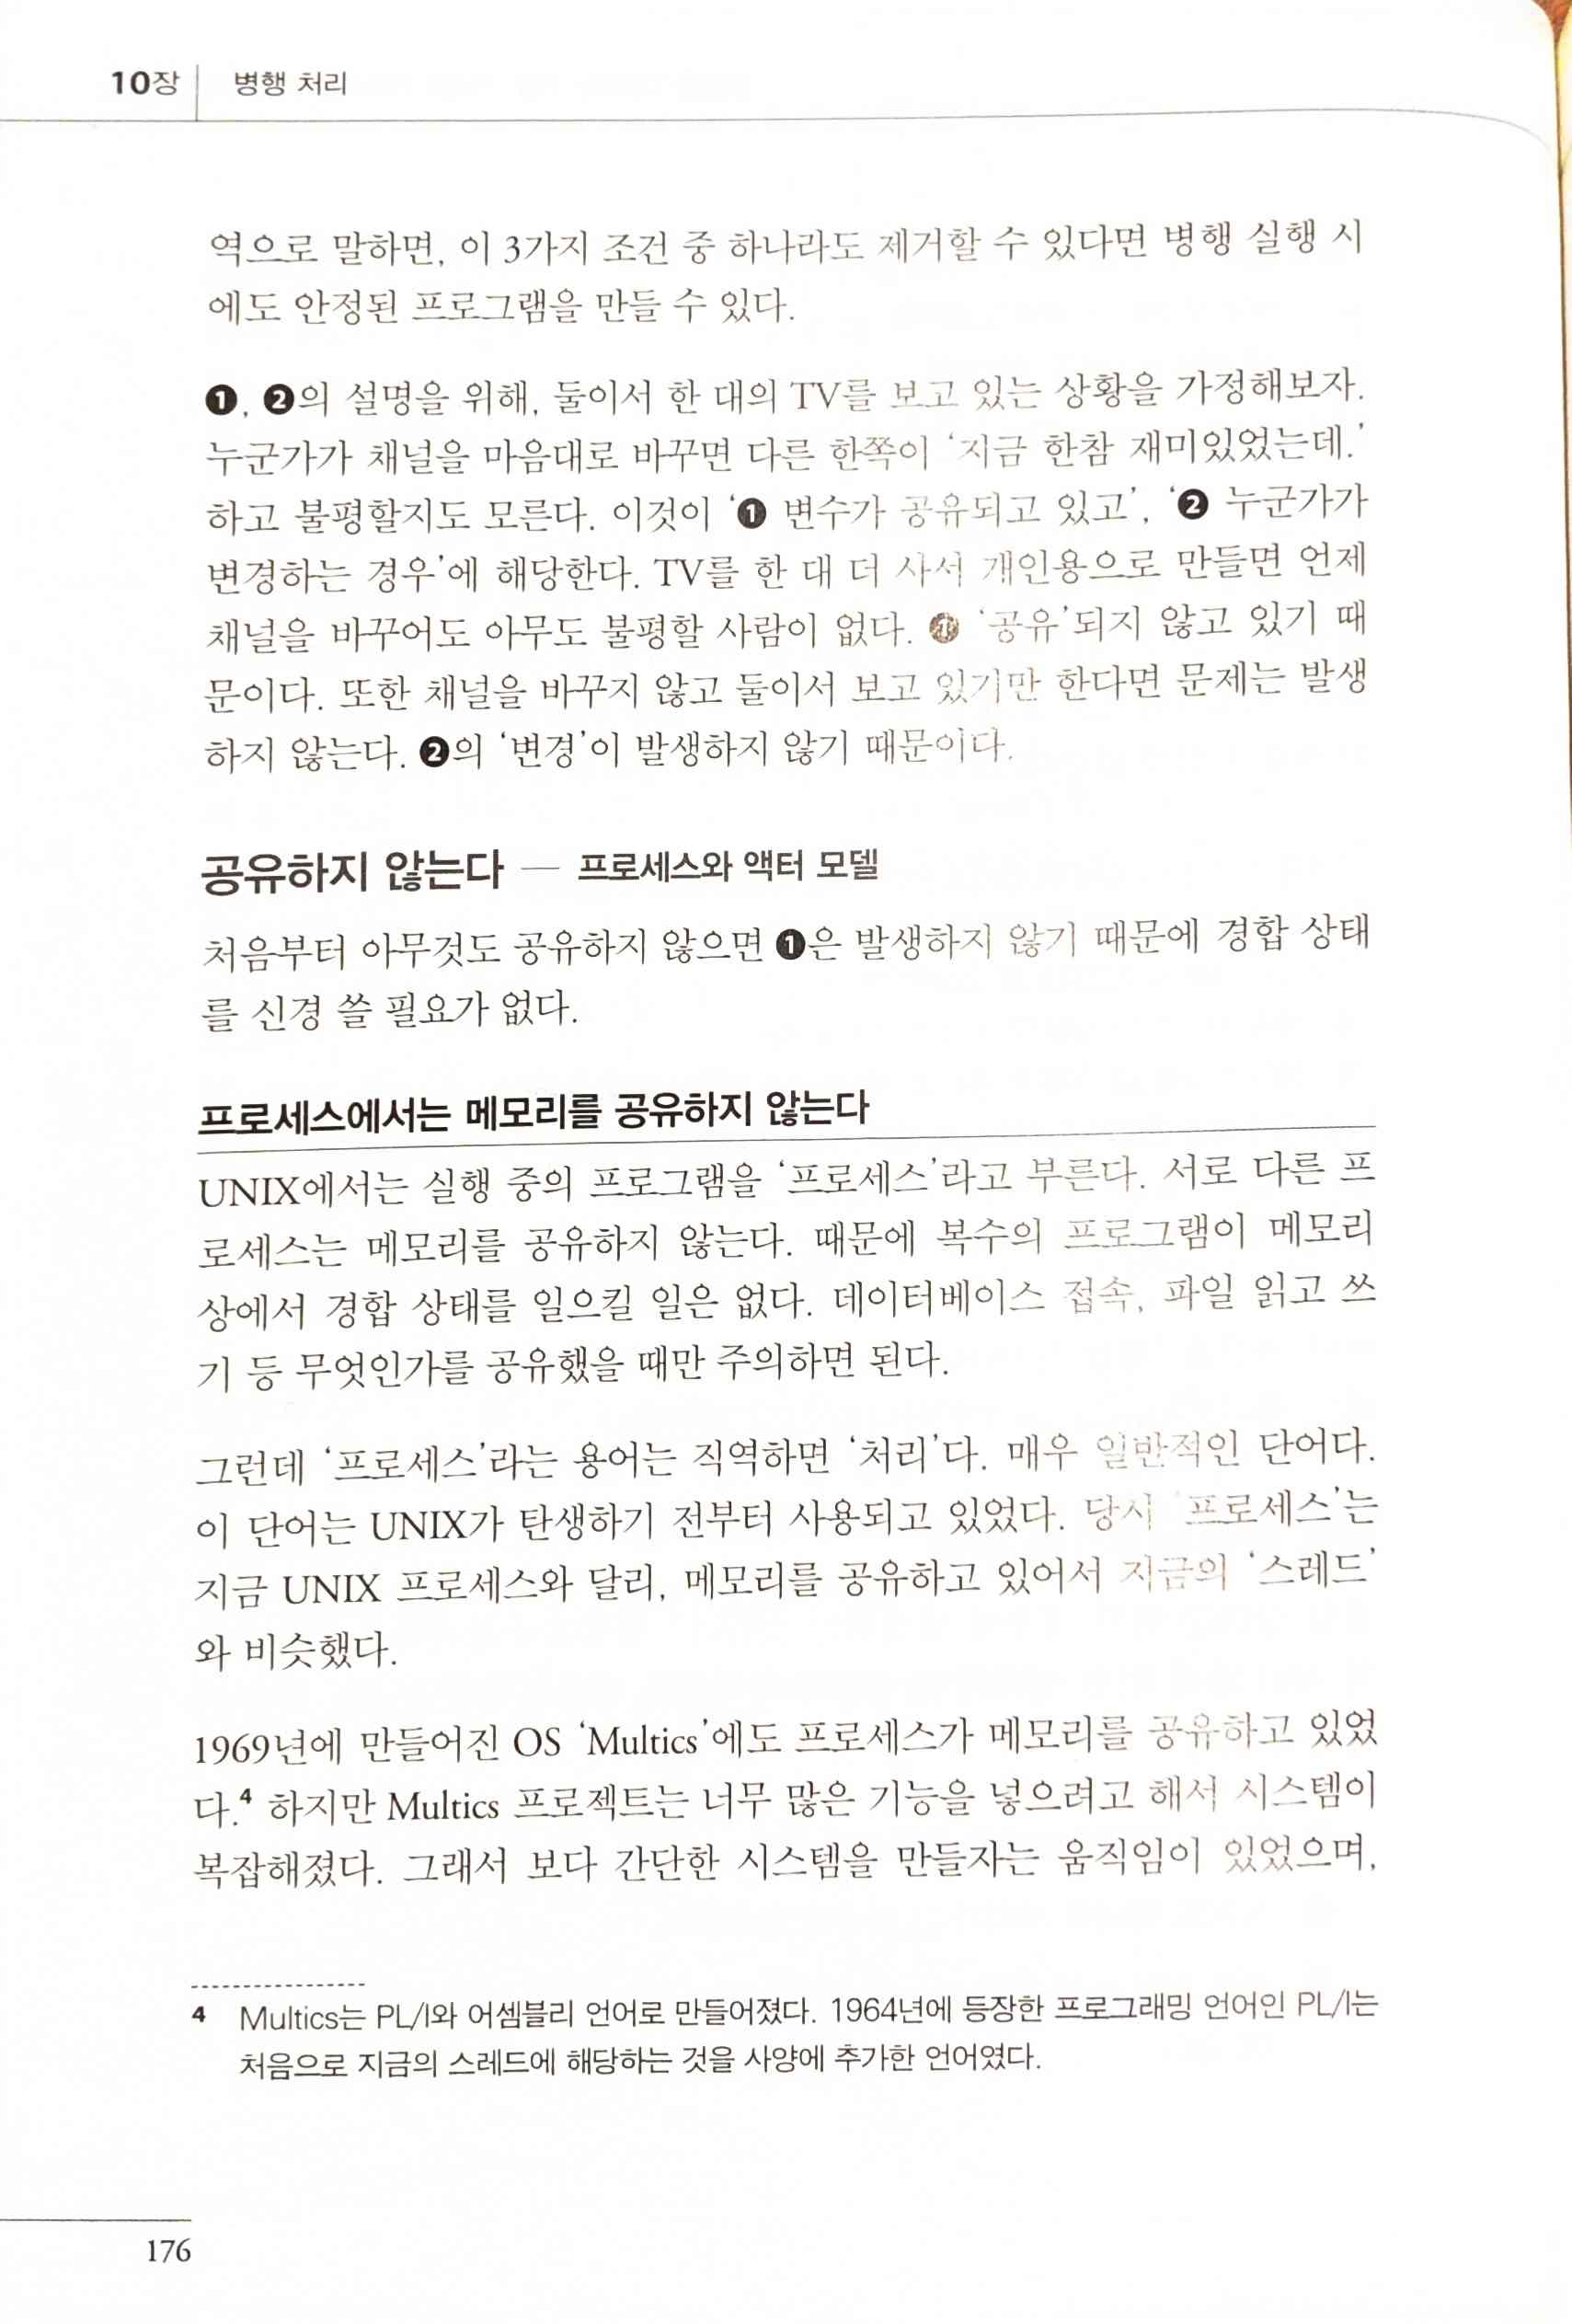 10장 병행 처리
역으로 말하면, 이 3가지 조건 중 하나라도 제거할 수 있다면 병행 실행 시
에도 안정된 프로그램을 만들 수 있다.
❶, ❷의 설명을 위해, 둘이서 한 대의 TV를 보고 있는 상황을 가정해보자.
누군가가 채널을 마음대로 바꾸면 다른 한쪽이 ‘지금 한참 재미있었는데.’
하고 불평할지도 모른다. 이것이 ‘❶ 변수가 공유되고 있고’, ‘❷ 누군가가
변경하는 경우’에 해당한다. TV를 한 대 더 사서 개인용으로 만들면 언제
채널을 바꾸어도 아무도 불평할 사람이 없다. ❶ ‘공유’되지 않고 있기 때
문이다. 또한 채널을 바꾸지 않고 둘이서 보고 있기만 한다면 문제는 발생
하지 않는다. ❷의 ‘변경’이 발생하지 않기 때문이다.
공유하지 않는다 — 프로세스와 액터 모델
처음부터 아무것도 공유하지 않으면 ❶은 발생하지 않기 때문에 경합 상태
를 신경 쓸 필요가 없다.
프로세스에서는 메모리를 공유하지 않는다
UNIX에서는 실행 중의 프로그램을 ‘프로세스’라고 부른다. 서로 다른 프
로세스는 메모리를 공유하지 않는다. 때문에 복수의 프로그램이 메모리
상에서 경합 상태를 일으킬 일은 없다. 데이터베이스 접속, 파일 읽고 쓰
기 등 무엇인가를 공유했을 때만 주의하면 된다.
그런데 ‘프로세스’라는 용어는 직역하면 ‘처리’다. 매우 일반적인 단어다.
이 단어는 UNIX가 탄생하기 전부터 사용되고 있었다. 당시 ‘프로세스’는
지금 UNIX 프로세스와 달리, 메모리를 공유하고 있어서 지금의 ‘스레드’
와 비슷했다.
1969년에 만들어진 OS ‘Multics’에도 프로세스가 메모리를 공유하고 있었
다.4 하지만 Multics 프로젝트는 너무 많은 기능을 넣으려고 해서 시스템이
복잡해졌다. 그래서 보다 간단한 시스템을 만들자는 움직임이 있었으며,
4 Multics는 PL/I와 어셈블리 언어로 만들어졌다. 1964년에 등장한 프로그래밍 언어인 PL/I는
처음으로 지금의 스레드에 해당하는 것을 사양에 추가한 언어였다.
176